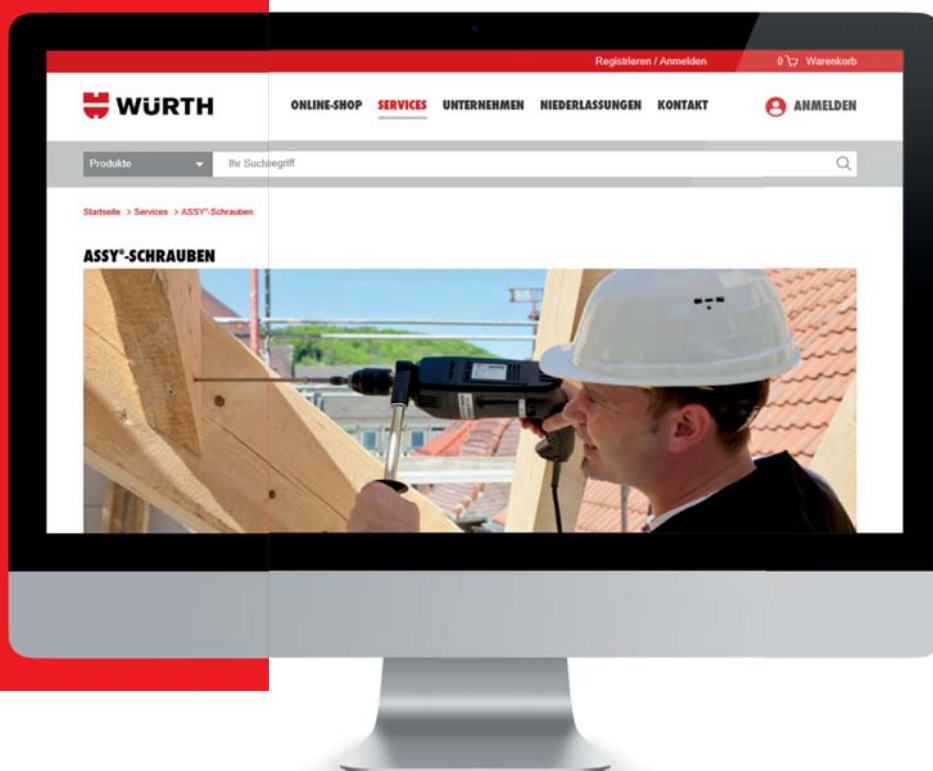 Registrieren / Anmelden 0 Warenkorb
WÜRTH ONLINE-SHOP SERVICES UNTERNEHMEN NIEDERLASSUNGEN KONTAKT ANMELDEN
Produkte Ihr Suchbegriff
Startseite > Services > ASSY®-Schrauben
ASSY®-SCHRAUBEN